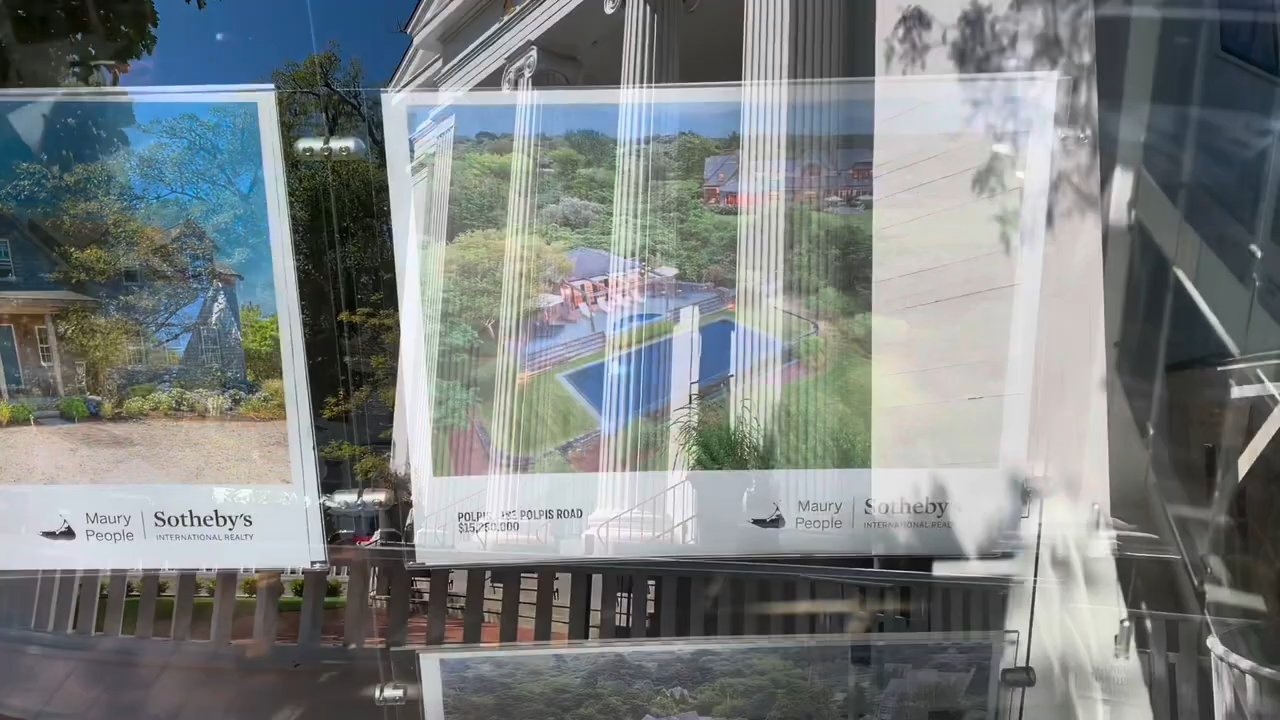 Maury
People
Sotheby's
INTERNATIONAL REALTY
POLPIS ROAD
Maury
People
Sotheby's
INTERNATIONAL REALTY